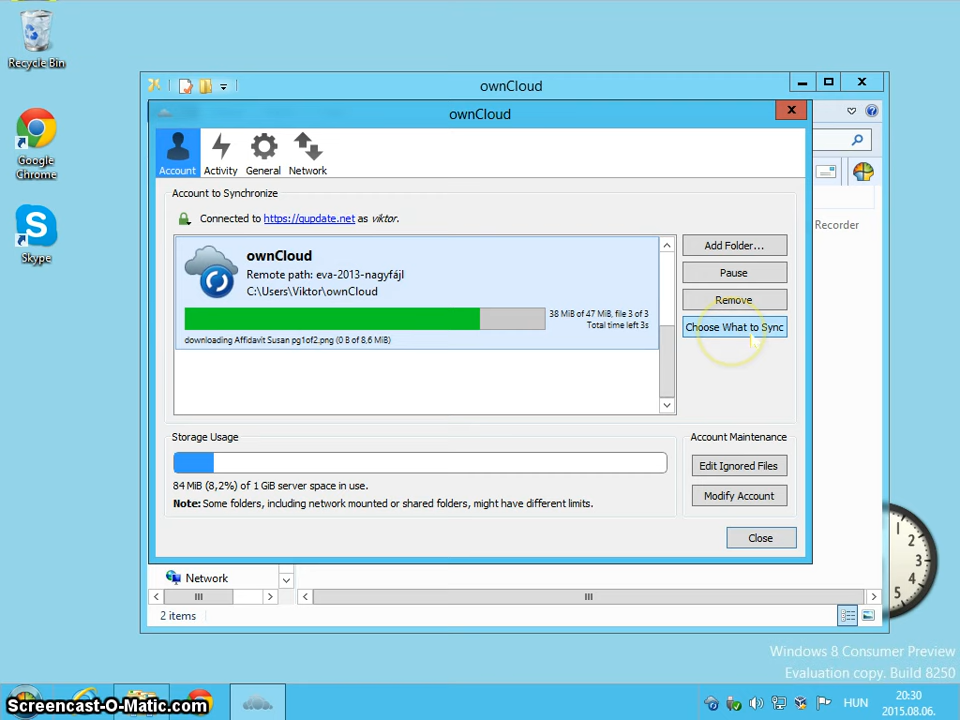 Recycle Bin
Google
Chrome
Skype
ownCloud
ownCloud
Account
Activity
General
Network
Recorder
Account to Synchronize
Connected to https://qupdate.net as viktor.
ownCloud
Remote path: eva-2013-nagyfájl
C:\Users\Viktor\ownCloud
38 MiB of 47 MiB, file 3 of 3
Total time left 3s
downloading Affidavit Susan pg1of2.png (0 B of 8,6 MiB)
Add Folder...
Pause
Remove
Choose What to Sync
Storage Usage
84 MiB (8,2%) of 1 GiB server space in use.
Note: Some folders, including network mounted or shared folders, might have different limits.
Account Maintenance
Edit Ignored Files
Modify Account
Close
Network
2 items
1
2
3
4
5
Windows 8 Consumer Preview
Evaluation copy. Build 8250
Screencast-O-Matic.com
HUN
20:30
2015.08.06.